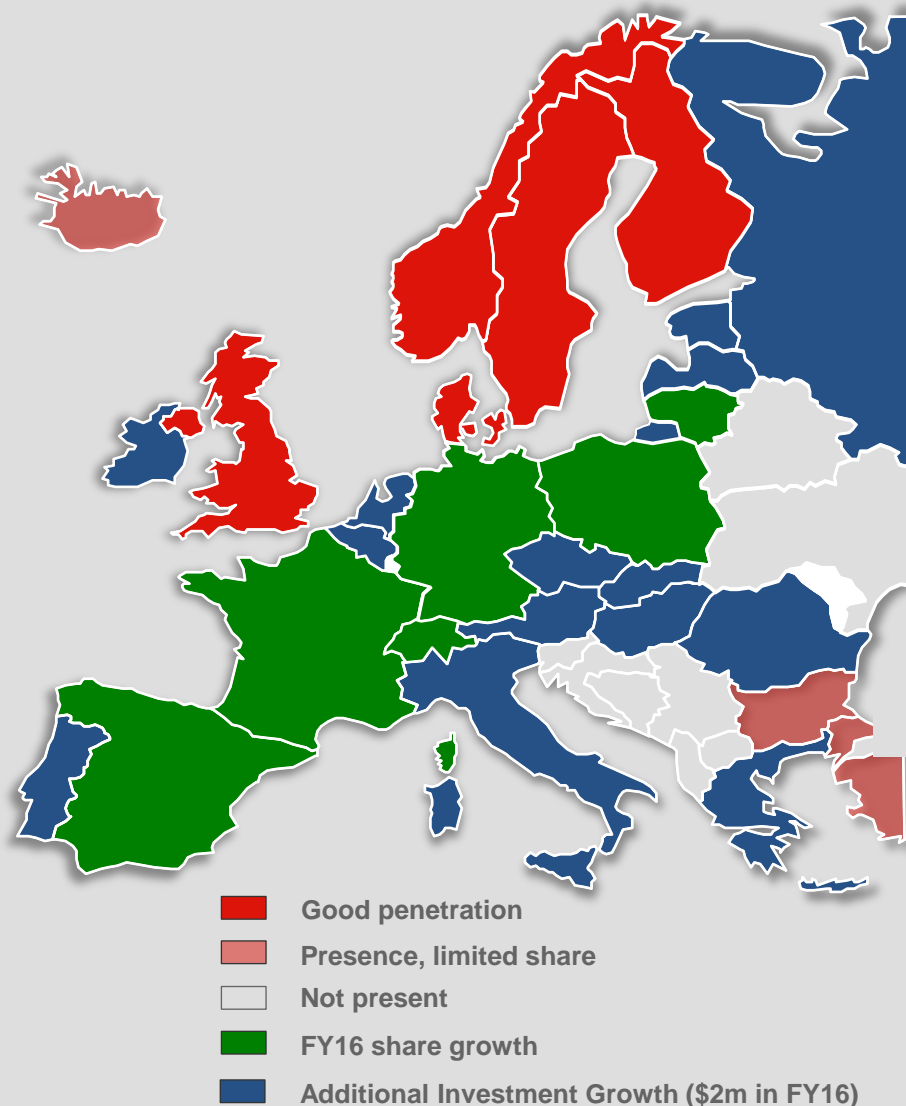 Good penetration
Presence, limited share
Not present
FY16 share growth
Additional Investment Growth ($2m in FY16)